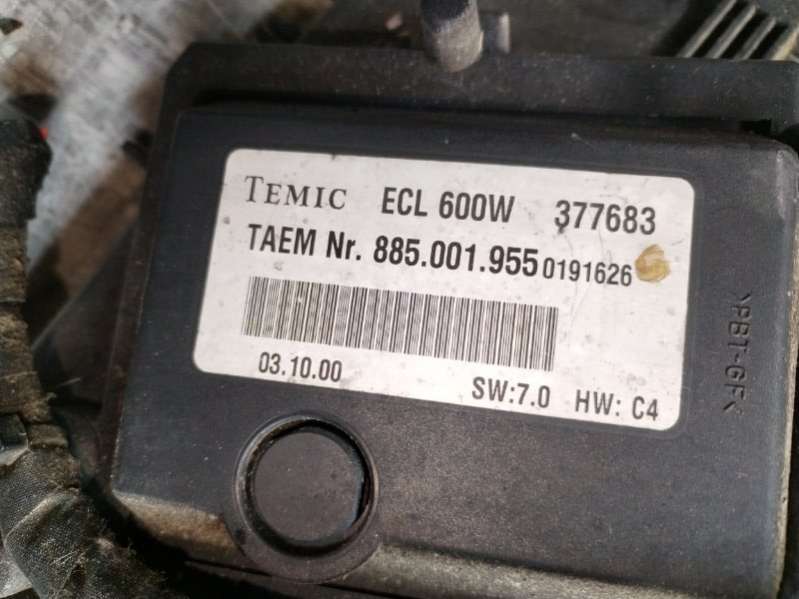 TEMIC ECL 600W 377683
TAEM Nr. 885.001.955 0191626
03.10.00 SW:7.0 HW: C4
>PBT-GF<